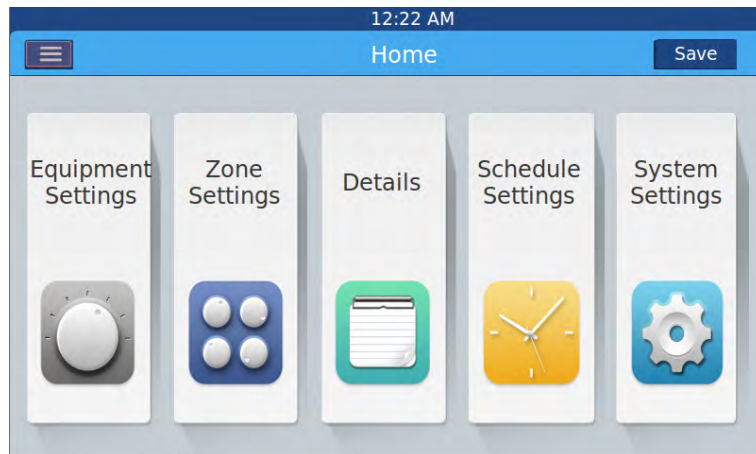 12:22 AM
Home
Save
Equipment
Settings
Zone
Settings
Details
Schedule
Settings
System
Settings